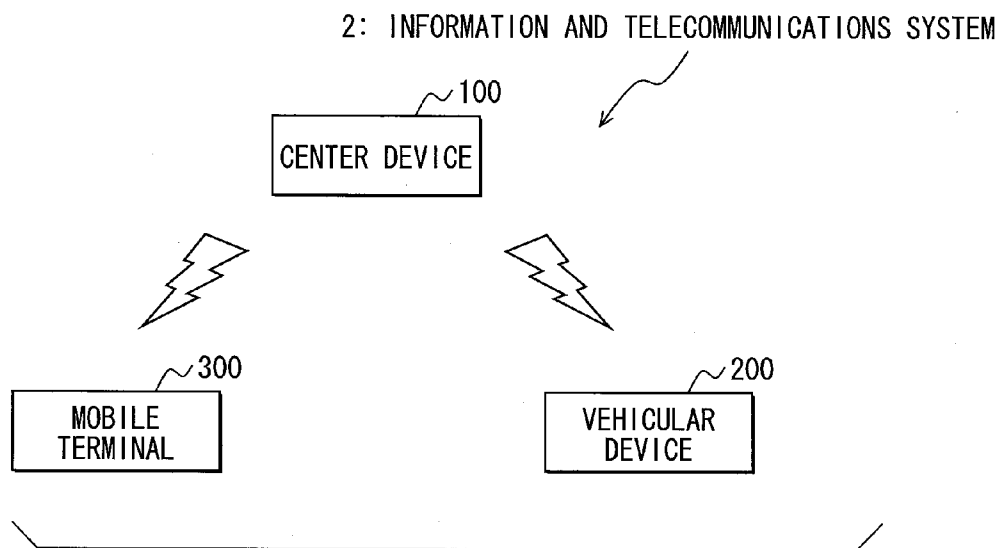 2: INFORMATION AND TELECOMMUNICATIONS SYSTEM
100
CENTER DEVICE
300
MOBILE
TERMINAL
200
VEHICULAR
DEVICE